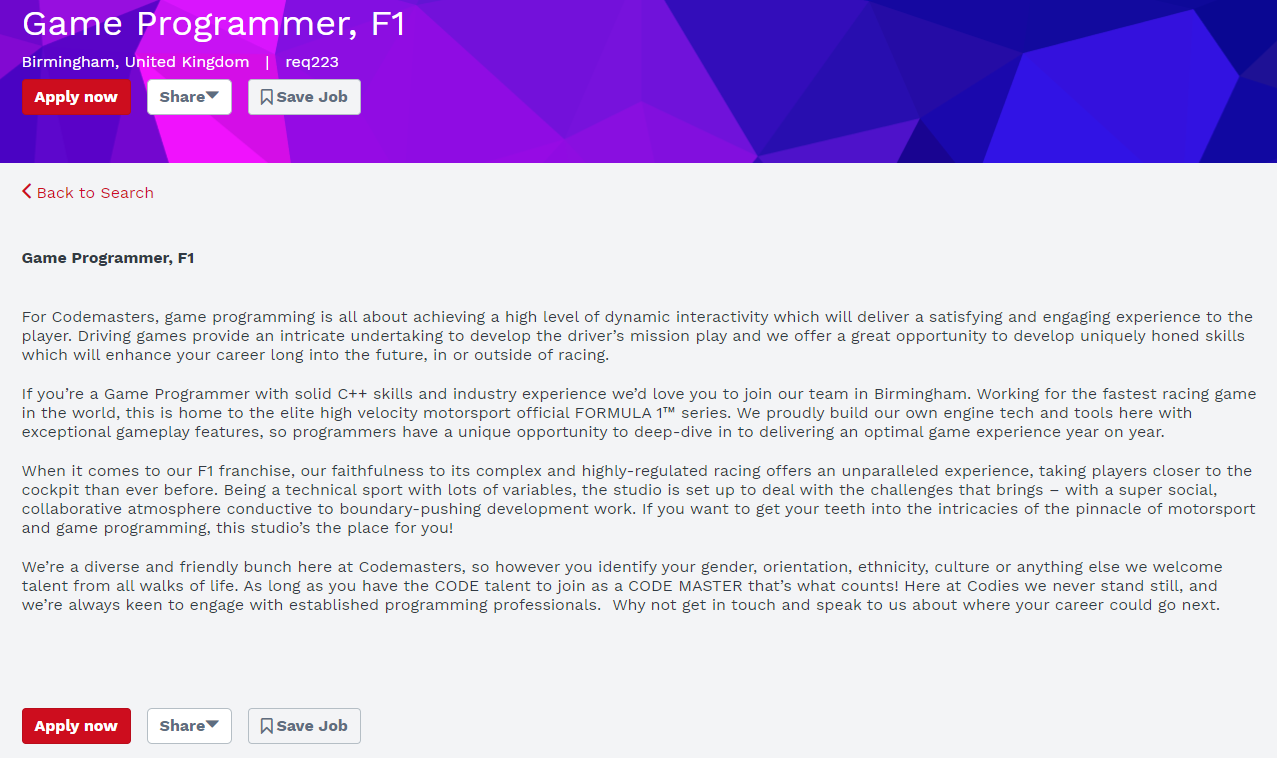 Game Programmer, F1
Birmingham, United Kingdom | req223
Apply now Share Save Job
Back to Search
Game Programmer, F1
For Codemasters, game programming is all about achieving a high level of dynamic interactivity which will deliver a satisfying and engaging experience to the
player. Driving games provide an intricate undertaking to develop the driver’s mission play and we offer a great opportunity to develop uniquely honed skills
which will enhance your career long into the future, in or outside of racing.
If you’re a Game Programmer with solid C++ skills and industry experience we’d love you to join our team in Birmingham. Working for the fastest racing game
in the world, this is home to the elite high velocity motorsport official FORMULA 1™ series. We proudly build our own engine tech and tools here with
exceptional gameplay features, so programmers have a unique opportunity to deep-dive in to delivering an optimal game experience year on year.
When it comes to our F1 franchise, our faithfulness to its complex and highly-regulated racing offers an unparalleled experience, taking players closer to the
cockpit than ever before. Being a technical sport with lots of variables, the studio is set up to deal with the challenges that brings – with a super social,
collaborative atmosphere conductive to boundary-pushing development work. If you want to get your teeth into the intricacies of the pinnacle of motorsport
and game programming, this studio’s the place for you!
We’re a diverse and friendly bunch here at Codemasters, so however you identify your gender, orientation, ethnicity, culture or anything else we welcome
talent from all walks of life. As long as you have the CODE talent to join as a CODE MASTER that’s what counts! Here at Codies we never stand still, and
we’re always keen to engage with established programming professionals.  Why not get in touch and speak to us about where your career could go next.
Apply now Share Save Job